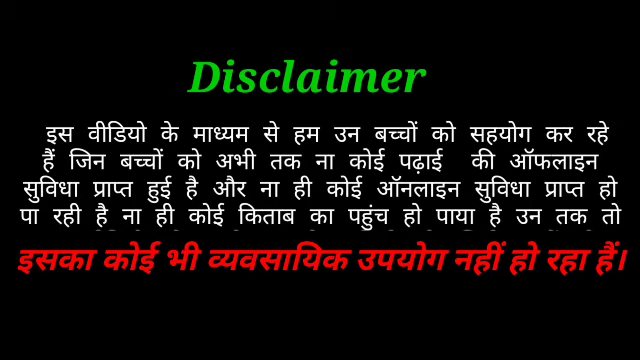 Disclaimer
इस वीडियो के माध्यम से हम उन बच्चों को सहयोग कर रहे
हैं जिन बच्चों को अभी तक ना कोई पढ़ाई की ऑफलाइन
सुविधा प्राप्त हुई है और ना ही कोई ऑनलाइन सुविधा प्राप्त हो
पा रही है ना ही कोई किताब का पहुंच हो पाया है उन तक तो
इसका कोई भी व्यवसायिक उपयोग नहीं हो रहा हैं।